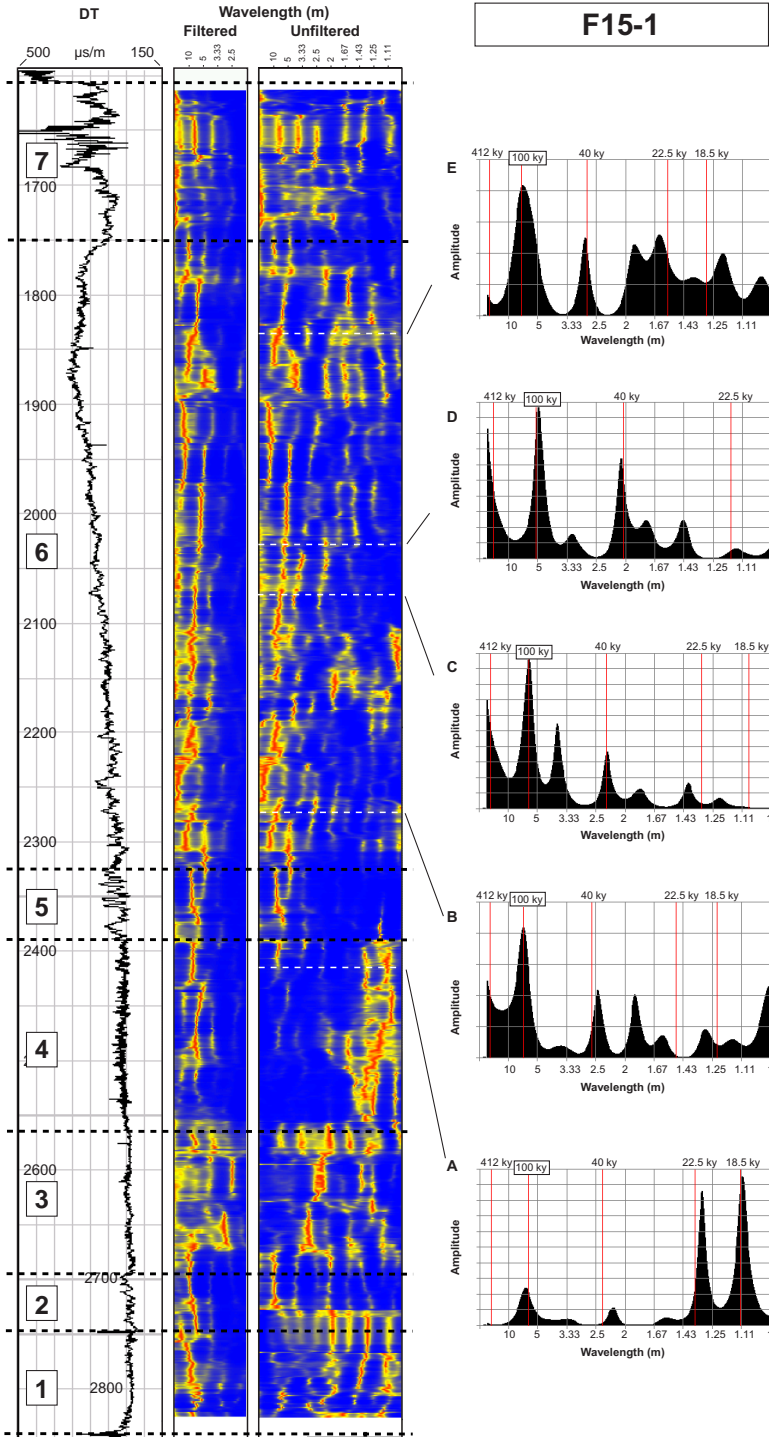 DT
500 µs/m 150
Wavelength (m)
Filtered Unfiltered
10 5 3.33 2.5
10 5 3.33 2.5 2 1.67 1.43 1.25 1.11
F15-1
7
1700
1800
1900
2000
6
2100
2200
2300
5
2400
4
2600
3
2700
2
1
2800
E
412 ky 100 ky 40 ky 22.5 ky 18.5 ky
Amplitude
10 5 3.33 2.5 2 1.67 1.43 1.25 1.11
Wavelength (m)
D
412 ky 100 ky 40 ky 22.5 ky
Amplitude
10 5 3.33 2.5 2 1.67 1.43 1.25 1.11
Wavelength (m)
C
412 ky 100 ky 40 ky 22.5 ky 18.5 ky
Amplitude
10 5 3.33 2.5 2 1.67 1.43 1.25 1.11
Wavelength (m)
B
412 ky 100 ky 40 ky 22.5 ky 18.5 ky
Amplitude
10 5 3.33 2.5 2 1.67 1.43 1.25 1.11
Wavelength (m)
A
412 ky 100 ky 40 ky 22.5 ky 18.5 ky
Amplitude
10 5 3.33 2.5 2 1.67 1.43 1.25 1.11
Wavelength (m)